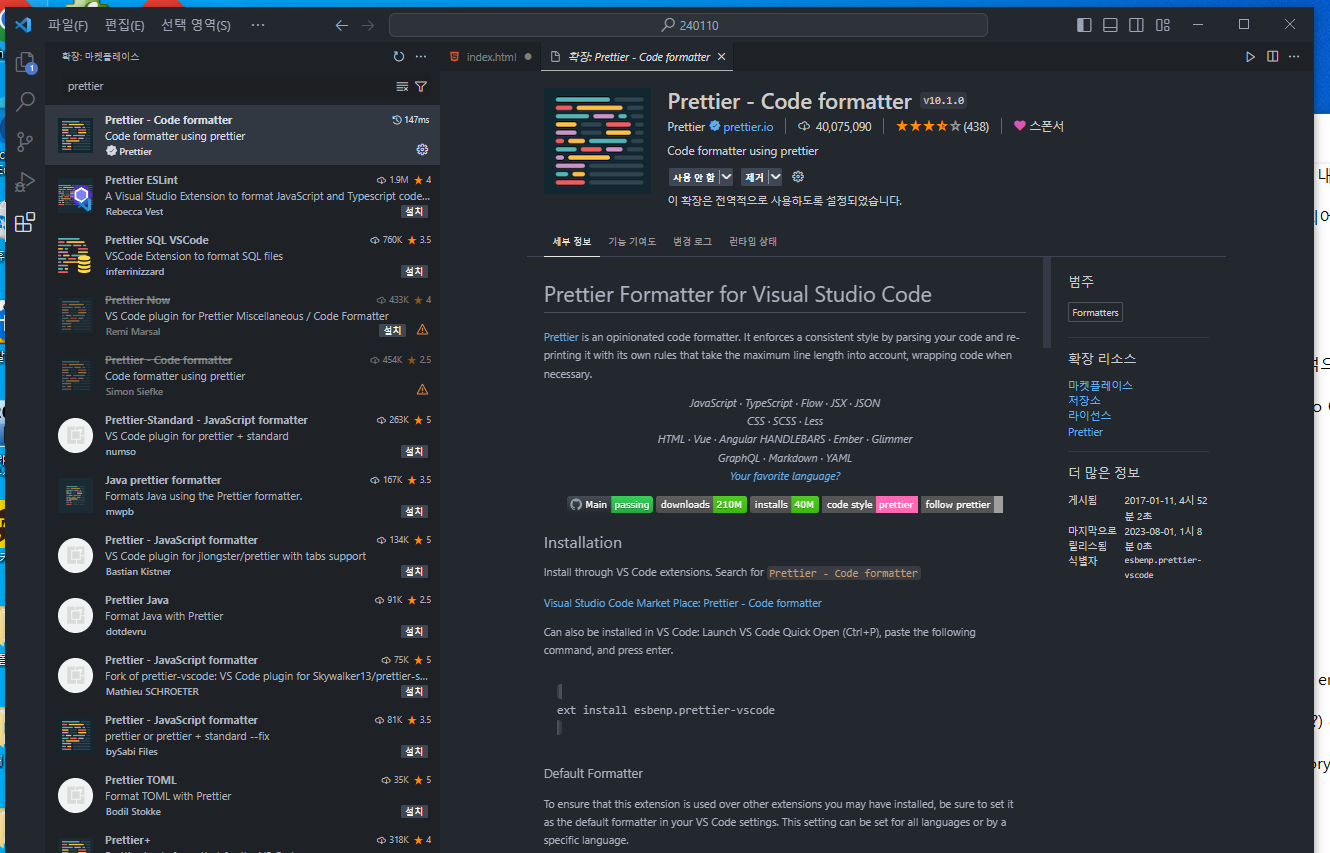 파일(F) 편집(E) 선택 영역(S) ··· 240110
확장: 마켓플레이스
prettier
1
Prettier - Code formatter 147ms
Code formatter using prettier
Prettier
Prettier ESLint 1.9M ★ 4
A Visual Studio Extension to format JavaScript and Typescript code...
Rebecca Vest 설치
Prettier SQL VSCode 760K ★ 3.5
VSCode Extension to format SQL files
inferrinizzard 설치
Prettier Now 433K ★ 4
VS Code plugin for Prettier Miscellaneous / Code Formatter
Remi Marsal 설치
Prettier - Code formatter 454K ★ 2.5
Code formatter using prettier
Simon Siefke
Prettier-Standard - JavaScript formatter 263K ★ 5
VS Code plugin for prettier + standard
numso 설치
Java prettier formatter 167K ★ 3.5
Formats Java using the Prettier formatter.
mwpb 설치
Prettier - JavaScript formatter 134K ★ 5
VS Code plugin for jlongster/prettier with tabs support
Bastian Kistner 설치
Prettier Java 91K ★ 2.5
Format Java with Prettier
dotdevru 설치
Prettier - JavaScript formatter 75K ★ 5
Fork of prettier-vscode: VS Code plugin for Skywalker13/prettier-s...
Mathieu SCHROETER 설치
Prettier - JavaScript formatter 81K ★ 3.5
prettier or prettier + standard --fix
bySabi Files 설치
Prettier TOML 35K ★ 5
Format TOML with Prettier
Bodil Stokke 설치
Prettier+ 318K ★ 4
index.html ● 확장: Prettier - Code formatter ×
Prettier - Code formatter v10.1.0
Prettier prettier.io 40,075,090 ★★★★☆(438) 스폰서
Code formatter using prettier
사용 안 함 제거
이 확장은 전역적으로 사용하도록 설정되었습니다.
세부 정보 기능 기여도 변경 로그 런타임 상태
Prettier Formatter for Visual Studio Code
Prettier is an opinionated code formatter. It enforces a consistent style by parsing your code and re-
printing it with its own rules that take the maximum line length into account, wrapping code when
necessary.
JavaScript · TypeScript · Flow · JSX · JSON
CSS · SCSS · Less
HTML · Vue · Angular HANDLEBARS · Ember · Glimmer
GraphQL · Markdown · YAML
Your favorite language?
Main passing downloads 210M installs 40M code style prettier follow prettier
Installation
Install through VS Code extensions. Search for Prettier - Code formatter
Visual Studio Code Market Place: Prettier - Code formatter
Can also be installed in VS Code: Launch VS Code Quick Open (Ctrl+P), paste the following
command, and press enter.
ext install esbenp.prettier-vscode
Default Formatter
To ensure that this extension is used over other extensions you may have installed, be sure to set it
as the default formatter in your VS Code settings. This setting can be set for all languages or by a
specific language.
범주
Formatters
확장 리소스
마켓플레이스
저장소
라이선스
Prettier
더 많은 정보
게시됨 2017-01-11, 4시 52
분 2초
마지막으로 2023-08-01, 1시 8
릴리스됨 분 0초
식별자 esbenp.prettier-
vscode